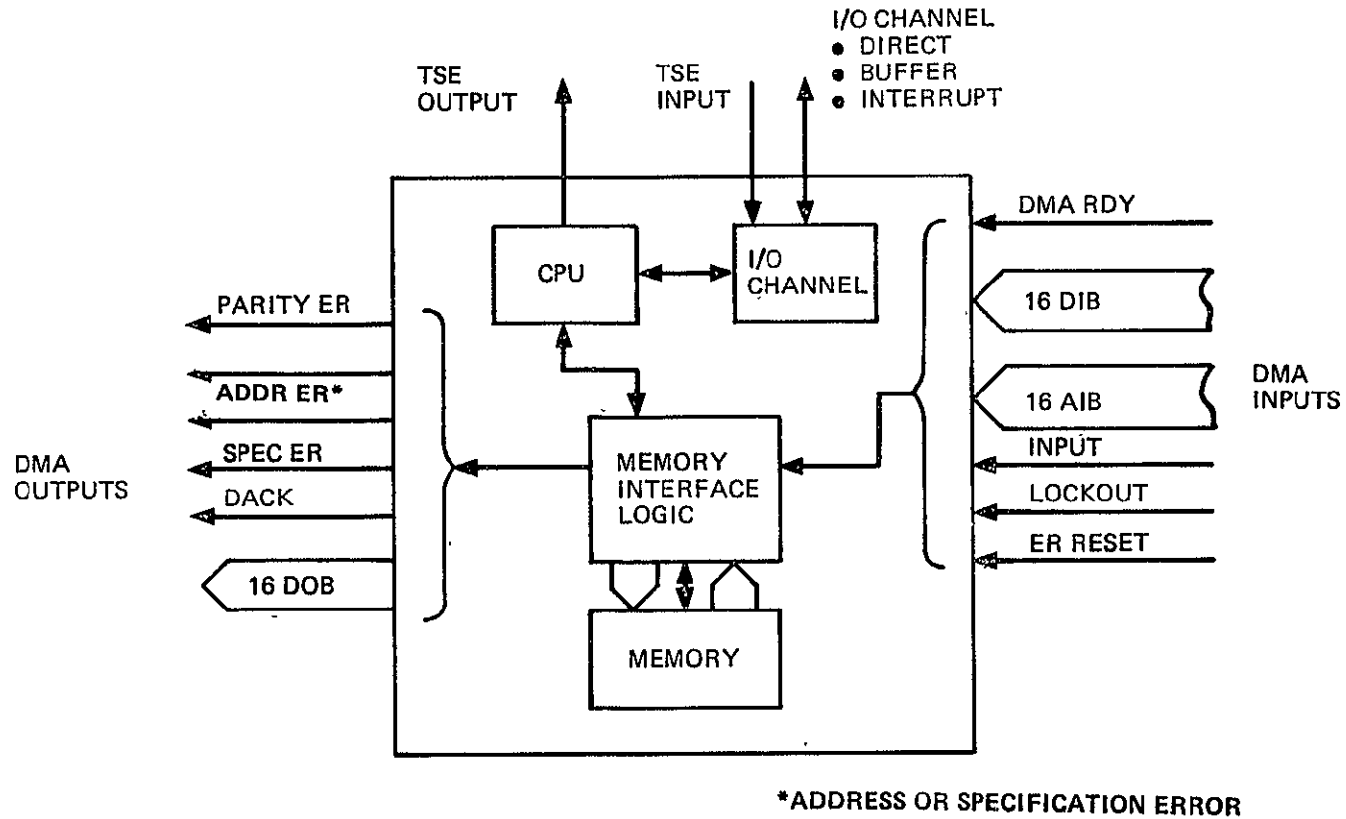 I/O CHANNEL
• DIRECT
• BUFFER
• INTERRUPT
TSE
OUTPUT
TSE
INPUT
CPU
I/O
CHANNEL
DMA RDY
16 DIB
16 AIB
DMA
INPUTS
INPUT
LOCKOUT
ER RESET
PARITY ER
ADDR ER*
SPEC ER
DACK
16 DOB
DMA
OUTPUTS
MEMORY
INTERFACE
LOGIC
MEMORY
*ADDRESS OR SPECIFICATION ERROR